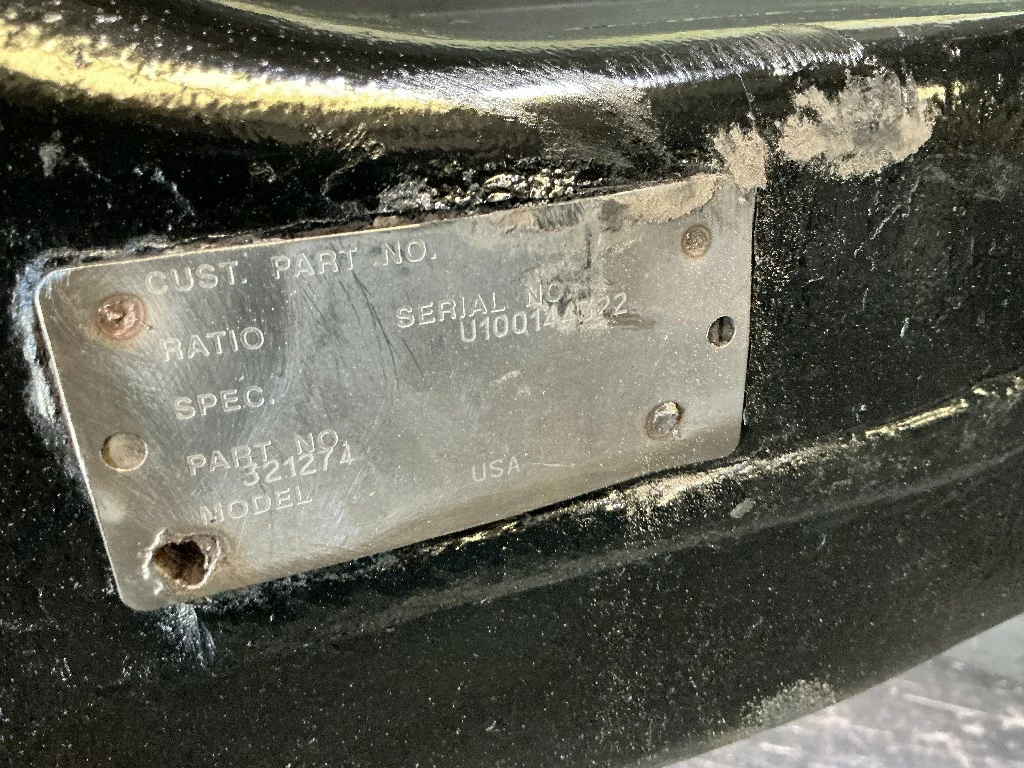 CUST. PART NO.
SERIAL NO.
RATIO
SPEC.
PART NO.
321274
MODEL
USA